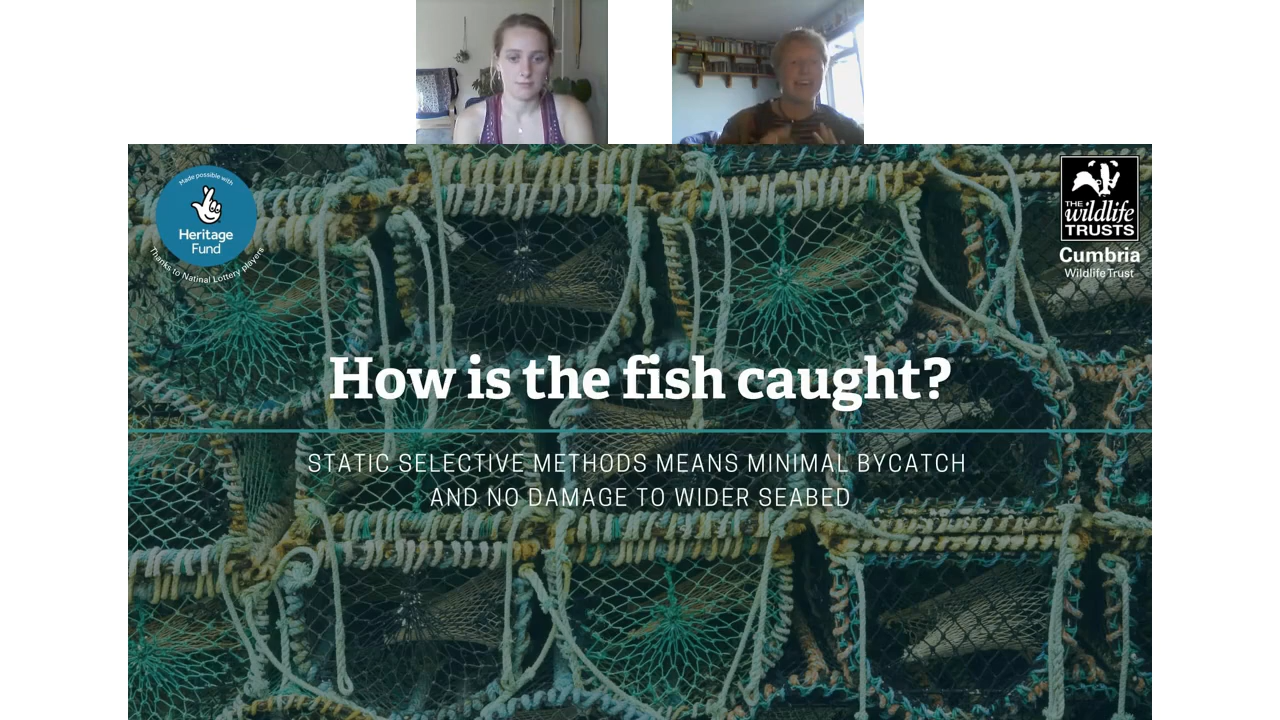 Made possible with
Heritage
Fund
Thanks to Natinal Lottery players
THE
wildlife
TRUSTS
Cumbria
Wildlife Trust
How is the fish caught?
STATIC SELECTIVE METHODS MEANS MINIMAL BYCATCH
AND NO DAMAGE TO WIDER SEABED